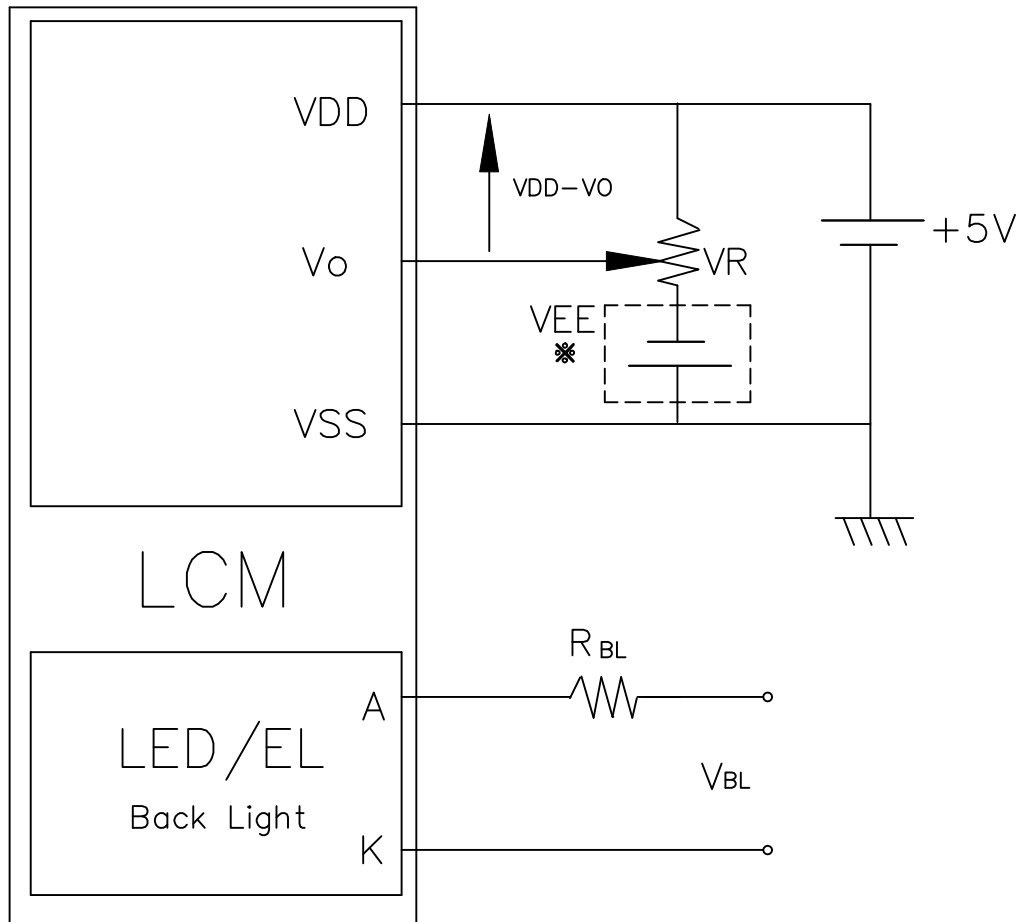 VDD
VDD-VO
+5V
Vo
VR
VEE
※
VSS
LCM
RBL
A
LED/EL
VBL
Back Light
K